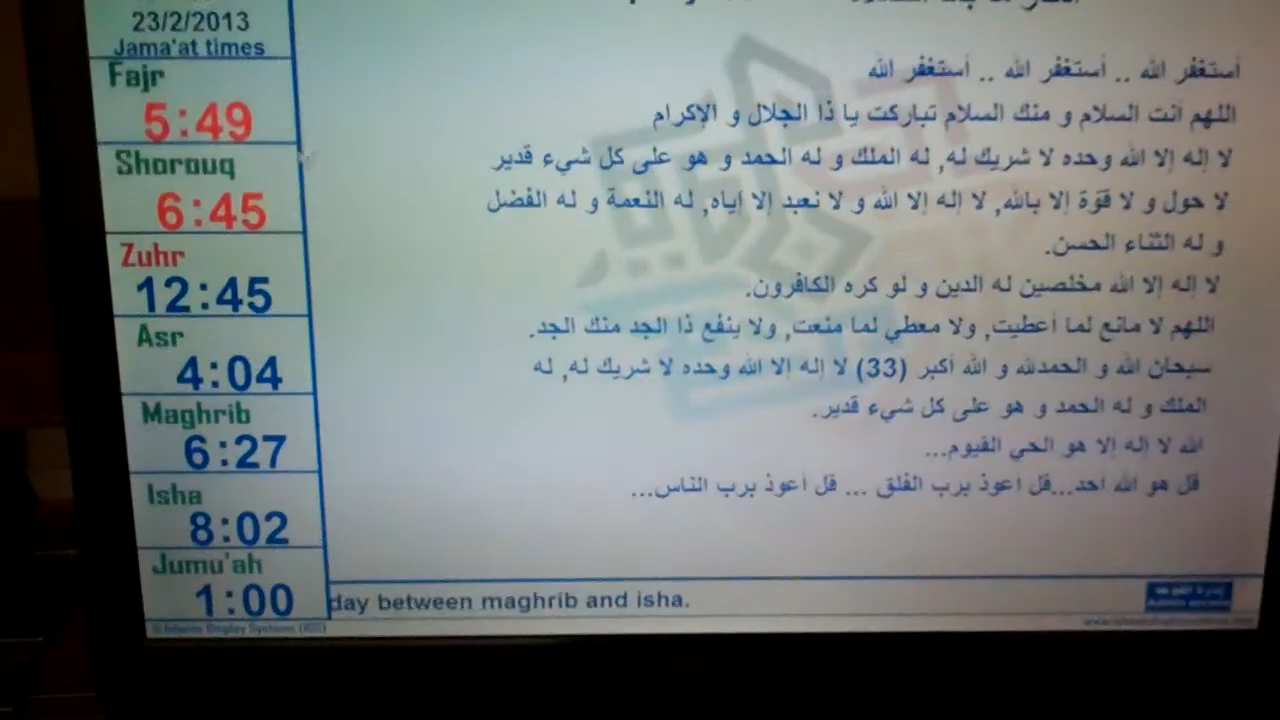 23/2/2013
Jama'at times
Fajr
5:49
Shorouq
6:45
Zuhr
12:45
Asr
4:04
Maghrib
6:27
Isha
8:02
Jumu'ah
1:00
أستغفر الله .. أستغفر الله .. أستغفر الله
اللهم أنت السلام و منك السلام تباركت يا ذا الجلال و الإكرام
لا إله إلا الله وحده لا شريك له, له الملك و له الحمد و هو على كل شيء قدير
لا حول و لا قوّة إلا بالله, لا إله إلا الله و لا نعبد إلا إياه, له النعمة و له الفضل
و له الثناء الحسن.
لا إله إلا الله مخلصين له الدين و لو كره الكافرون.
اللهم لا مانع لما أعطيت, ولا معطي لما منعت, ولا ينفع ذا الجد منك الجد.
سبحان الله و الحمدلله و الله أكبر (33) لا إله إلا الله وحده لا شريك له, له
الملك و له الحمد و هو على كل شيء قدير.
الله لا إله إلا هو الحي القيوم...
قل هو الله أحد...قل أعوذ برب الفلق ... قل أعوذ برب الناس...
day between maghrib and isha.
© Islamic Display Systems